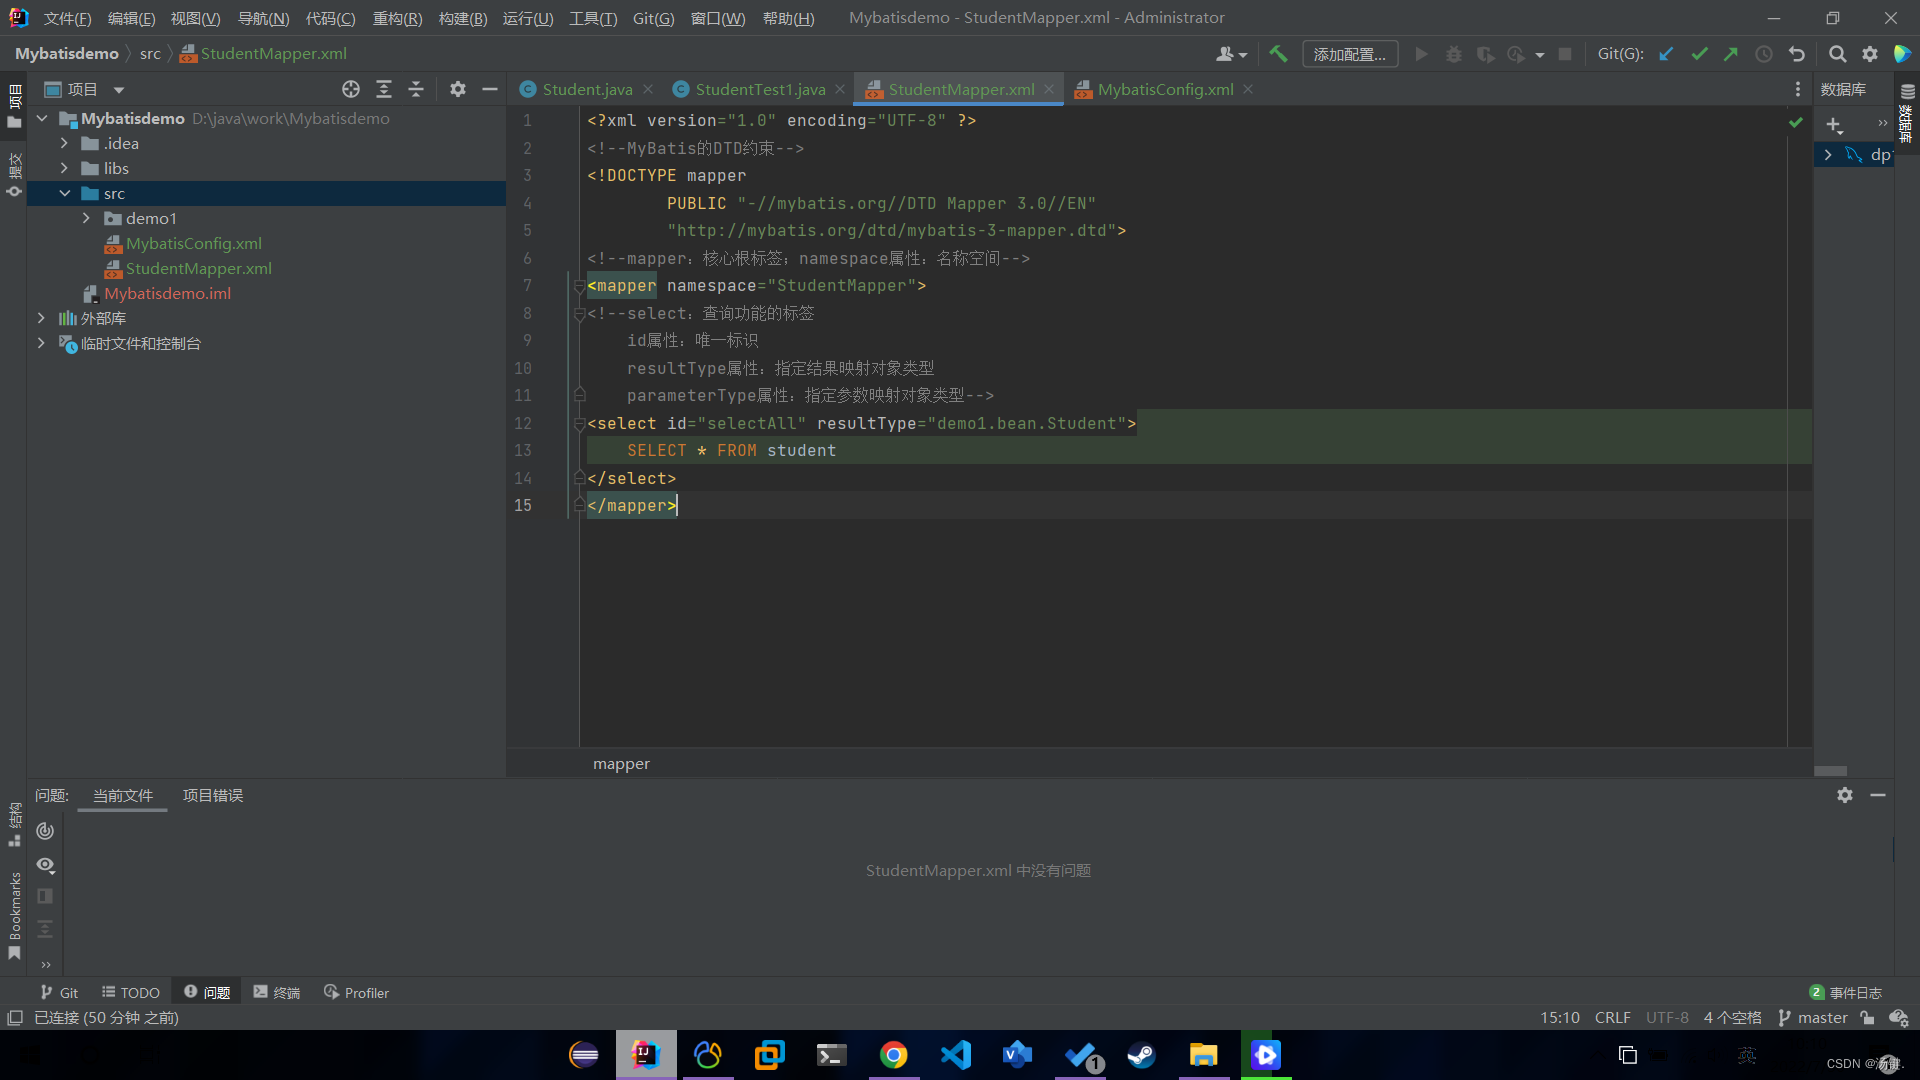 文件(F) 编辑(E) 视图(V) 导航(N) 代码(C) 重构(R) 构建(B) 运行(U) 工具(T) Git(G) 窗口(W) 帮助(H) Mybatisdemo - StudentMapper.xml - Administrator
Mybatisdemo src StudentMapper.xml 添加配置... Git(G):
项目
提交
结构
Bookmarks
项目
Mybatisdemo D:\java\work\Mybatisdemo
.idea
libs
src
demo1
MybatisConfig.xml
StudentMapper.xml
Mybatisdemo.iml
外部库
临时文件和控制台
Student.java StudentTest1.java StudentMapper.xml MybatisConfig.xml
1 <?xml version="1.0" encoding="UTF-8" ?>
2 <!--MyBatis的DTD约束-->
3 <!DOCTYPE mapper
4 PUBLIC "-//mybatis.org//DTD Mapper 3.0//EN"
5 "http://mybatis.org/dtd/mybatis-3-mapper.dtd">
6 <!--mapper：核心根标签；namespace属性：名称空间-->
7 <mapper namespace="StudentMapper">
8 <!--select：查询功能的标签
9 id属性：唯一标识
10 resultType属性：指定结果映射对象类型
11 parameterType属性：指定参数映射对象类型-->
12 <select id="selectAll" resultType="demo1.bean.Student">
13 SELECT * FROM student
14 </select>
15 </mapper>
mapper
数据库
dp1
数据库
问题: 当前文件 项目错误
StudentMapper.xml 中没有问题
Git TODO 问题 终端 Profiler 2 事件日志
已连接 (50 分钟 之前) 15:10 CRLF UTF-8 4 个空格 master
1
英
CSDN @汤键.